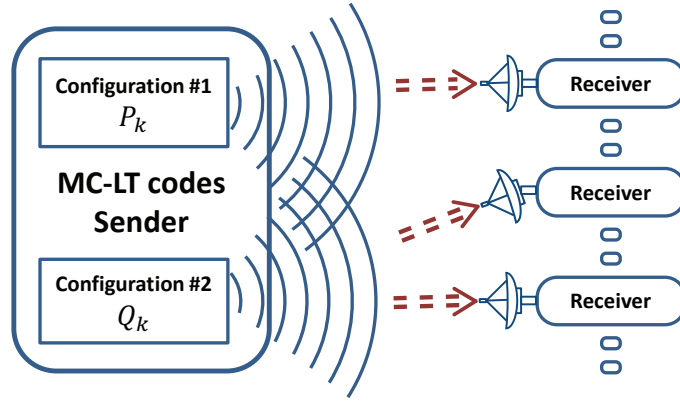 Configuration #1
P_k
MC-LT codes
Sender
Configuration #2
Q_k
Receiver
Receiver
Receiver